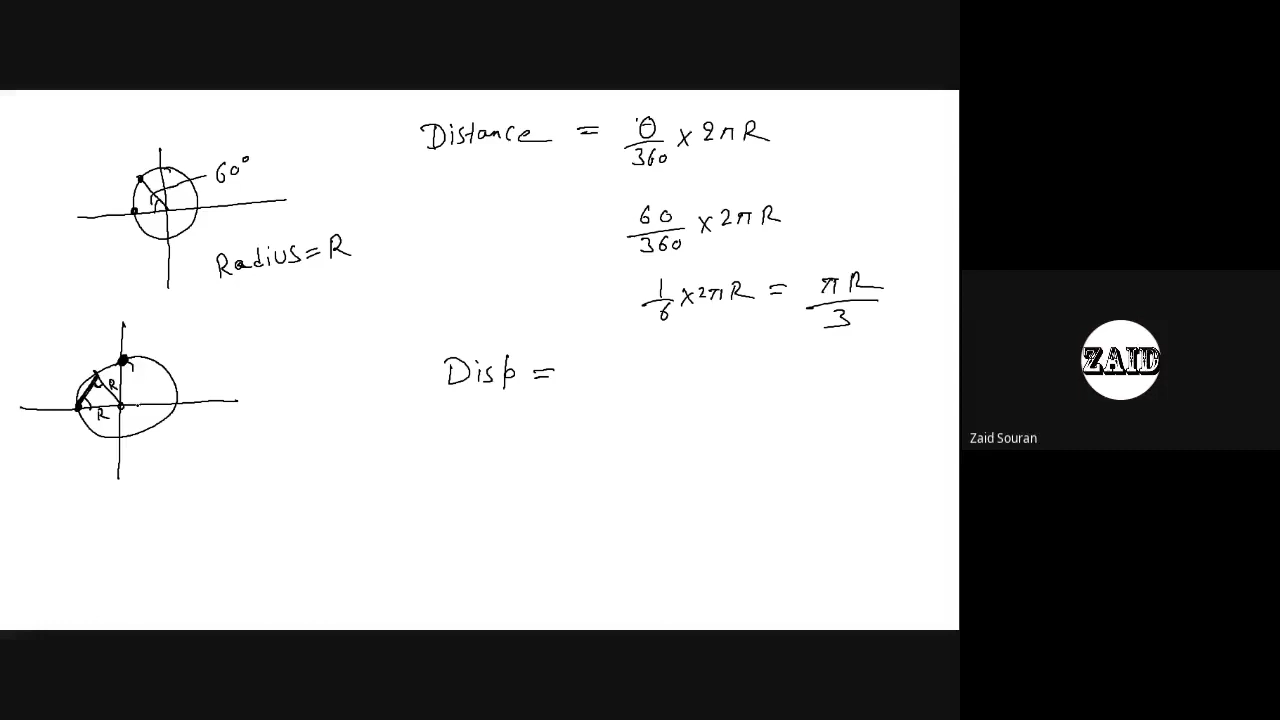 Distance = θ/360 × 2πR
60°
60/360 × 2πR
Radius = R
1/6 × 2πR = πR/3
R
R
Disp =
ZAID
Zaid Souran